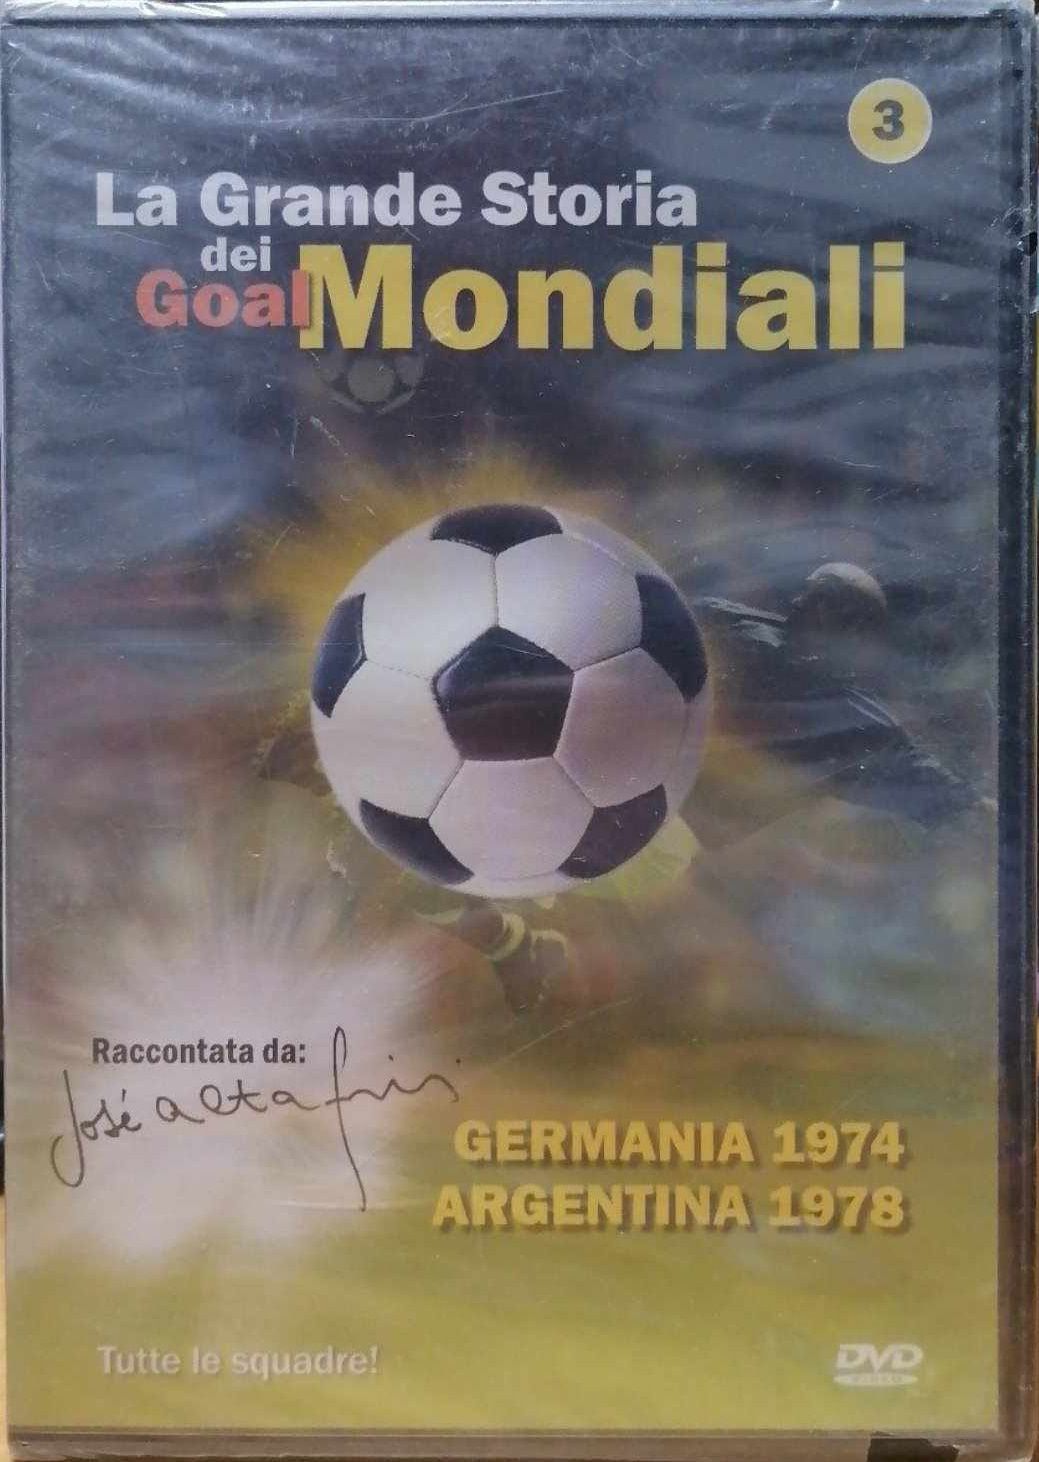 3
La Grande Storia
dei
Goal Mondiali
Raccontata da:
José altafini
GERMANIA 1974
ARGENTINA 1978
Tutte le squadre!
DVD
VIDEO